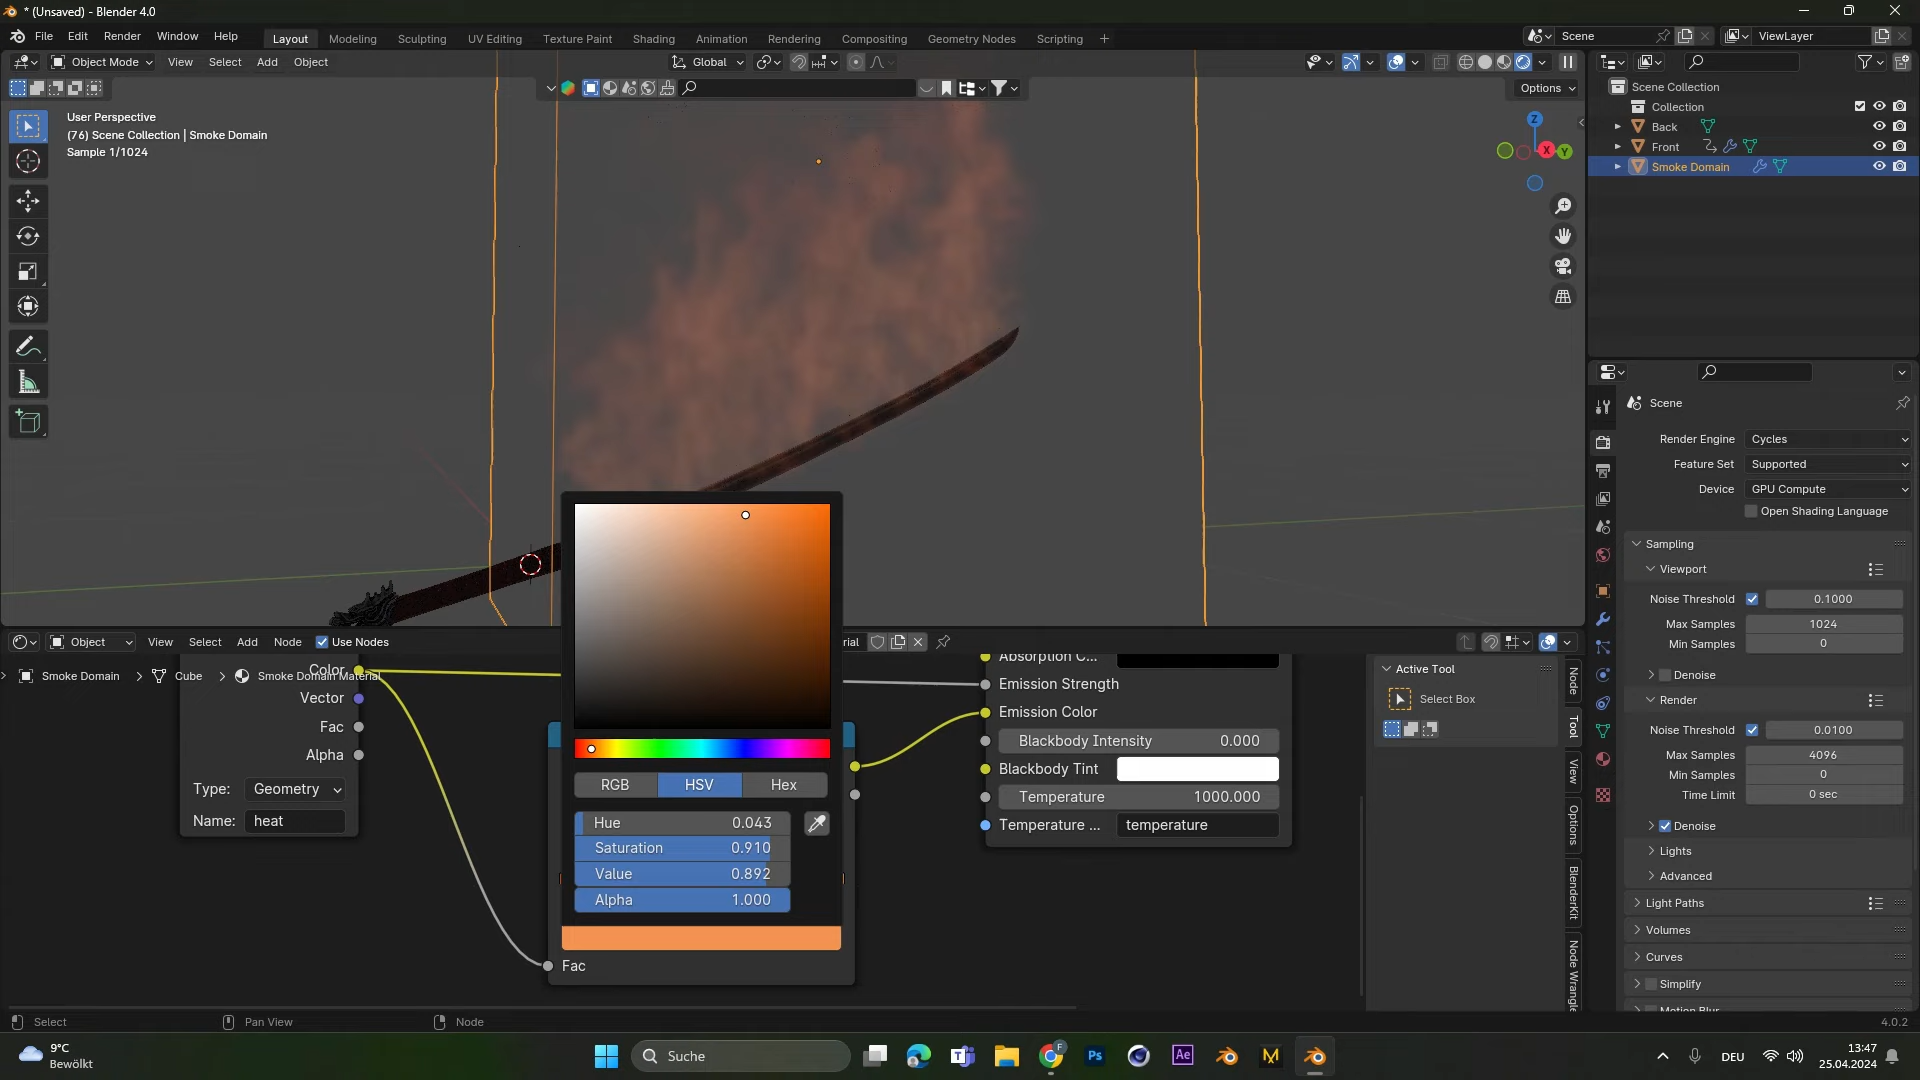 * (Unsaved) - Blender 4.0
File Edit Render Window Help
Layout Modeling Sculpting UV Editing Texture Paint Shading Animation Rendering Compositing Geometry Nodes Scripting +
Scene
ViewLayer
Object Mode View Select Add Object
Global
Options
User Perspective
(76) Scene Collection | Smoke Domain
Sample 1/1024
Z
X
Y
Scene Collection
Collection
Back
Front
Smoke Domain
Scene
Render Engine Cycles
Feature Set Supported
Device GPU Compute
Open Shading Language
Sampling
Viewport
Noise Threshold 0.1000
Max Samples 1024
Min Samples 0
Denoise
Render
Noise Threshold 0.0100
Max Samples 4096
Min Samples 0
Time Limit 0 sec
Denoise
Lights
Advanced
Light Paths
Volumes
Curves
Simplify
Motion Blur
Object View Select Add Node Use Nodes
rial
Smoke Domain Cube Smoke Domain Material
Color
Vector
Fac
Alpha
Type: Geometry
Name: heat
RGB HSV Hex
Hue 0.043
Saturation 0.910
Value 0.892
Alpha 1.000
Fac
Absorption C...
Emission Strength
Emission Color
Blackbody Intensity 0.000
Blackbody Tint
Temperature 1000.000
Temperature ... temperature
Active Tool
Select Box
Node
Tool
View
Options
BlenderKit
Node Wrangle
Select Pan View Node
4.0.2
9°C
Bewölkt
Suche
F
Ps
Ae
M
DEU
13:47
25.04.2024